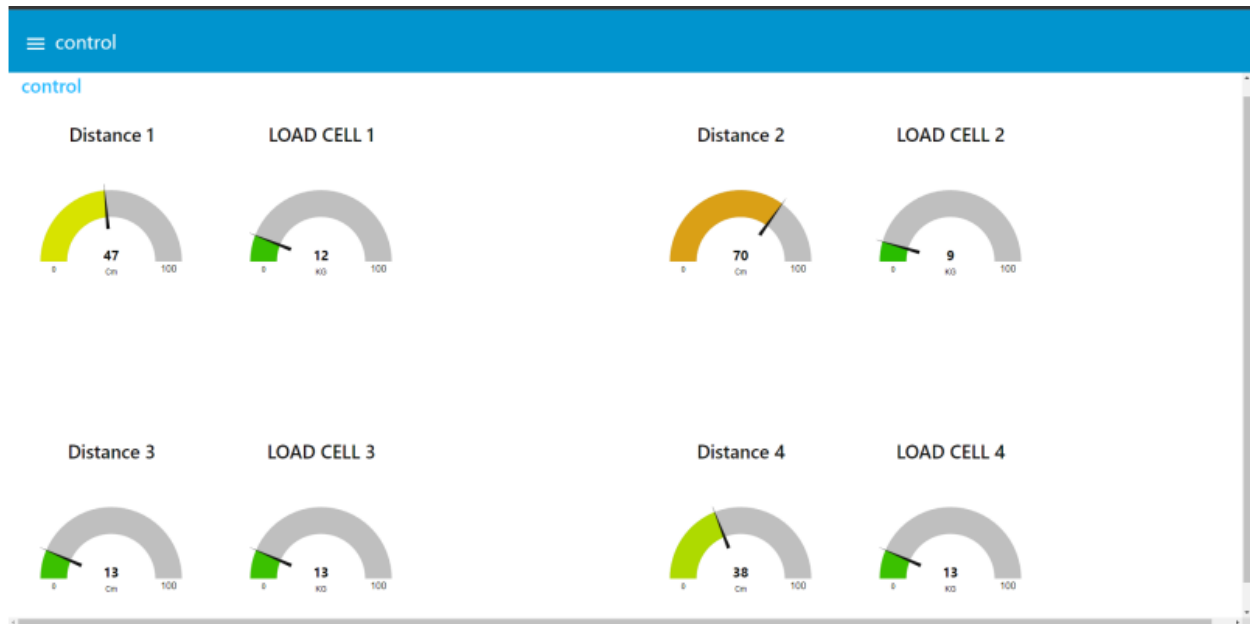 control
control
Distance 1
LOAD CELL 1
Distance 2
LOAD CELL 2
47
Cm
0
100
12
KG
0
100
70
Cm
0
100
9
KG
0
100
Distance 3
LOAD CELL 3
Distance 4
LOAD CELL 4
13
Cm
0
100
13
KG
0
100
38
Cm
0
100
13
KG
0
100